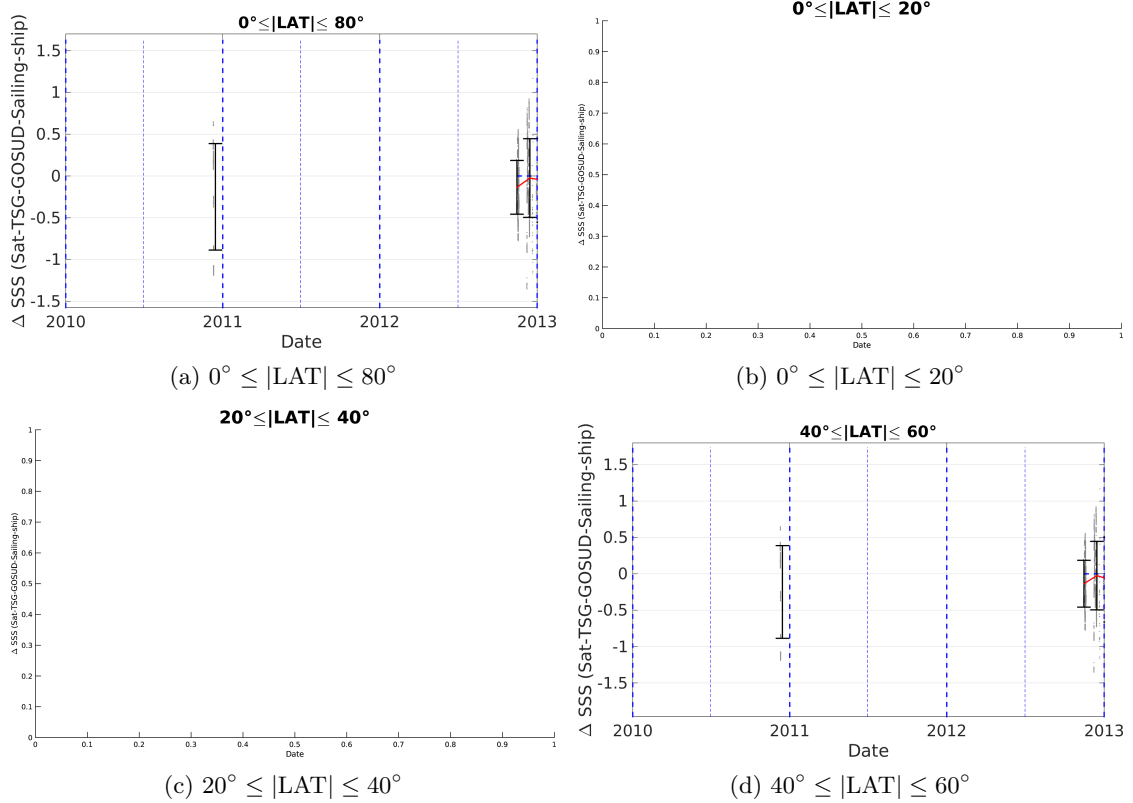 0°≤|LAT|≤ 80°
Δ SSS (Sat-TSG-GOSUD-Sailing-ship)
1.5
1
0.5
0
-0.5
-1
-1.5
2010 2011 2012 2013
Date
(a) 0° ≤ |LAT| ≤ 80°
0°≤|LAT|≤ 20°
Δ SSS (Sat-TSG-GOSUD-Sailing-ship)
1
0.9
0.8
0.7
0.6
0.5
0.4
0.3
0.2
0.1
0
0 0.1 0.2 0.3 0.4 0.5 0.6 0.7 0.8 0.9 1
Date
(b) 0° ≤ |LAT| ≤ 20°
20°≤|LAT|≤ 40°
Δ SSS (Sat-TSG-GOSUD-Sailing-ship)
1
0.9
0.8
0.7
0.6
0.5
0.4
0.3
0.2
0.1
0
0 0.1 0.2 0.3 0.4 0.5 0.6 0.7 0.8 0.9 1
Date
(c) 20° ≤ |LAT| ≤ 40°
40°≤|LAT|≤ 60°
Δ SSS (Sat-TSG-GOSUD-Sailing-ship)
1.5
1
0.5
0
-0.5
-1
-1.5
2010 2011 2012 2013
Date
(d) 40° ≤ |LAT| ≤ 60°